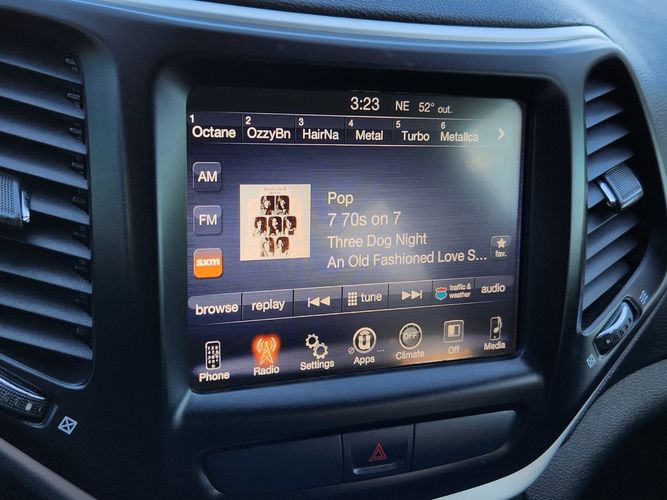 3:23 NE 52° out.
1 2 3 4 5 6
Octane OzzyBn HairNa Metal Turbo Metallca
AM
FM
sxm
Pop
7 70s on 7
Three Dog Night
An Old Fashioned Love S...
fav.
browse replay tune traffic & weather audio
Phone Radio Settings Apps... OFF Climate Off Media